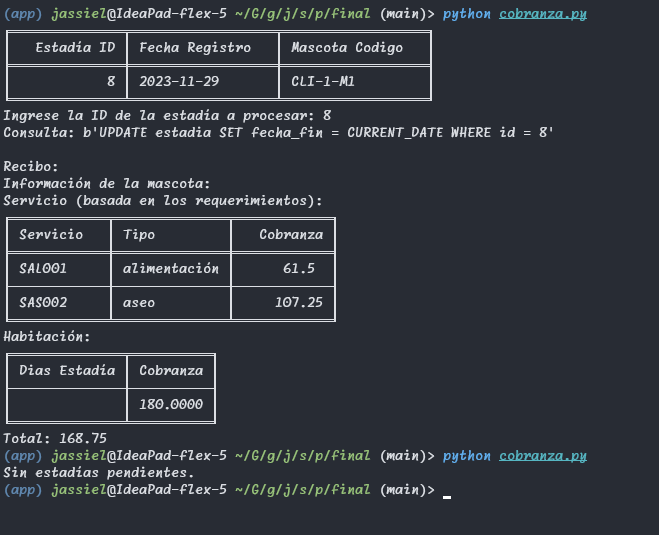 (app) jassiel@IdeaPad-flex-5 ~/G/g/j/s/p/final (main)> python cobranza.py
Estadía ID Fecha Registro Mascota Codigo
8 2023-11-29 CLI-1-M1
Ingrese la ID de la estadía a procesar: 8
Consulta: b'UPDATE estadia SET fecha_fin = CURRENT_DATE WHERE id = 8'
Recibo:
Información de la mascota:
Servicio (basada en los requerimientos):
Servicio Tipo Cobranza
SAL001 alimentación 61.5
SAS002 aseo 107.25
Habitación:
Dias Estadía Cobranza
180.0000
Total: 168.75
(app) jassiel@IdeaPad-flex-5 ~/G/g/j/s/p/final (main)> python cobranza.py
Sin estadías pendientes.
(app) jassiel@IdeaPad-flex-5 ~/G/g/j/s/p/final (main)>